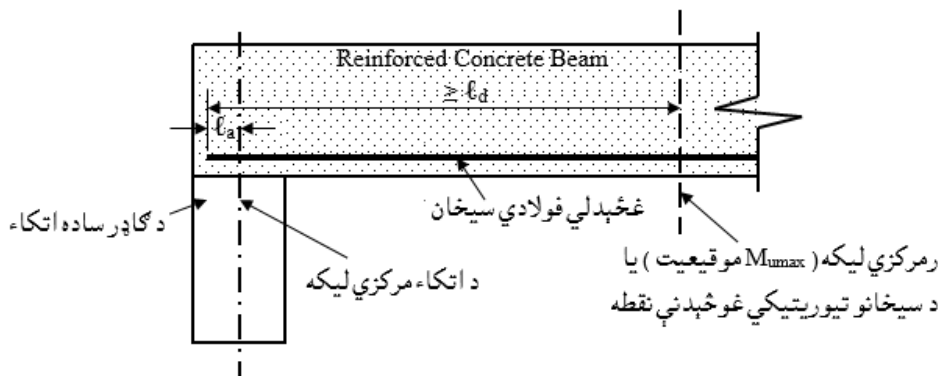 Reinforced Concrete Beam
≥ ℓd
ℓa
غځېدلي فولادي سيخان
د ګاډر ساده اتکاء
د اتکاء مرکزي ليکه
رمرکزي ليکه ( Mumax موقيعيت ) يا
د سيخانو تيوريتيکي غوڅېدنې نقطه